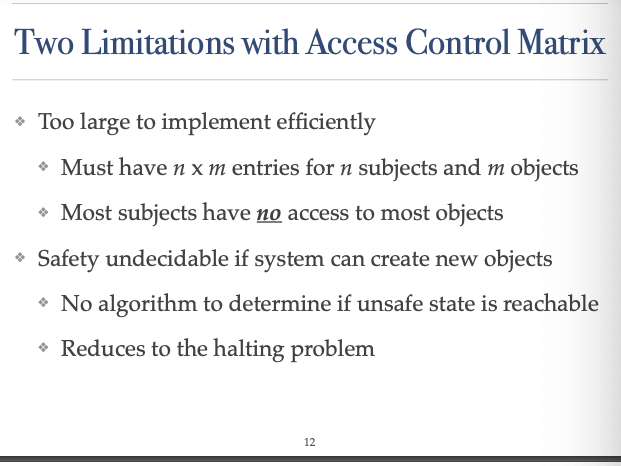 Two Limitations with Access Control Matrix
❖ Too large to implement efficiently
❖ Must have n x m entries for n subjects and m objects
❖ Most subjects have no access to most objects
❖ Safety undecidable if system can create new objects
❖ No algorithm to determine if unsafe state is reachable
❖ Reduces to the halting problem
12